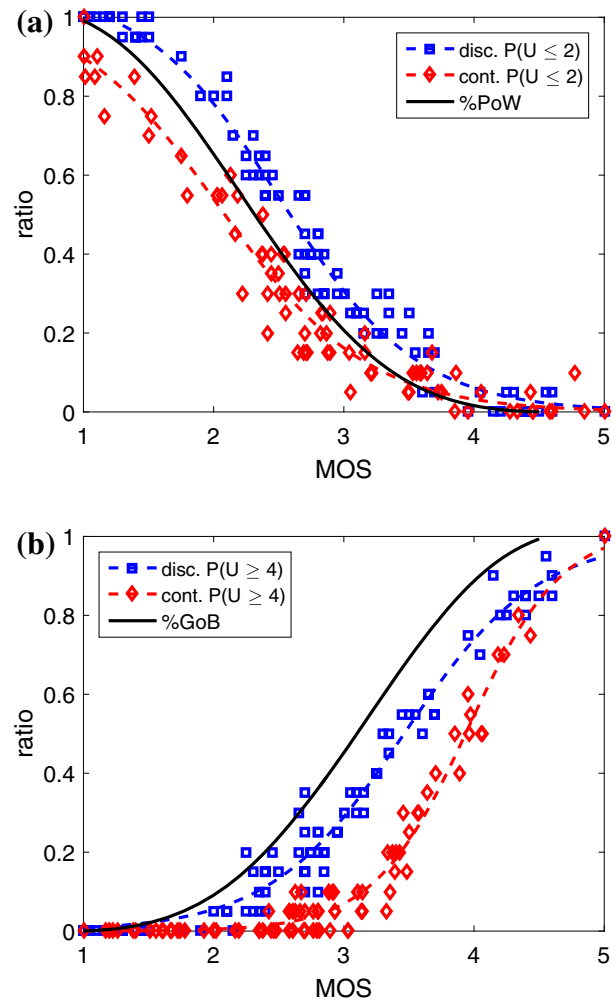 (a)
1
0.8
0.6
0.4
0.2
0
ratio
disc. P(U ≤ 2)
cont. P(U ≤ 2)
%PoW
1 2 3 4 5
MOS
(b)
1
0.8
0.6
0.4
0.2
0
ratio
disc. P(U ≥ 4)
cont. P(U ≥ 4)
%GoB
1 2 3 4 5
MOS